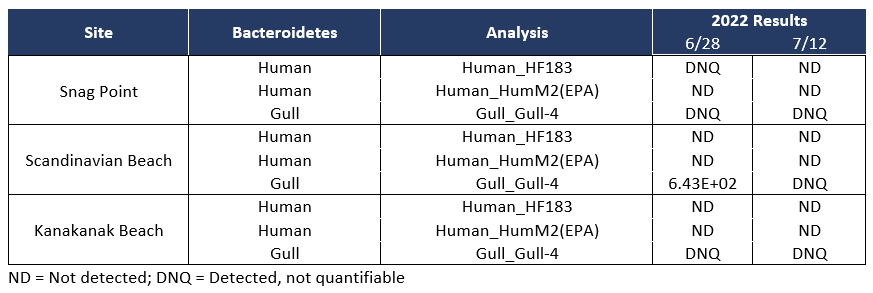 Site Bacteroidetes Analysis 2022 Results
6/28 7/12
Snag Point
Human Human_HF183 DNQ ND
Human Human_HumM2(EPA) ND ND
Gull Gull_Gull-4 DNQ DNQ
Scandinavian Beach
Human Human_HF183 ND ND
Human Human_HumM2(EPA) ND ND
Gull Gull_Gull-4 6.43E+02 DNQ
Kanakanak Beach
Human Human_HF183 ND ND
Human Human_HumM2(EPA) ND ND
Gull Gull_Gull-4 DNQ DNQ
ND = Not detected; DNQ = Detected, not quantifiable